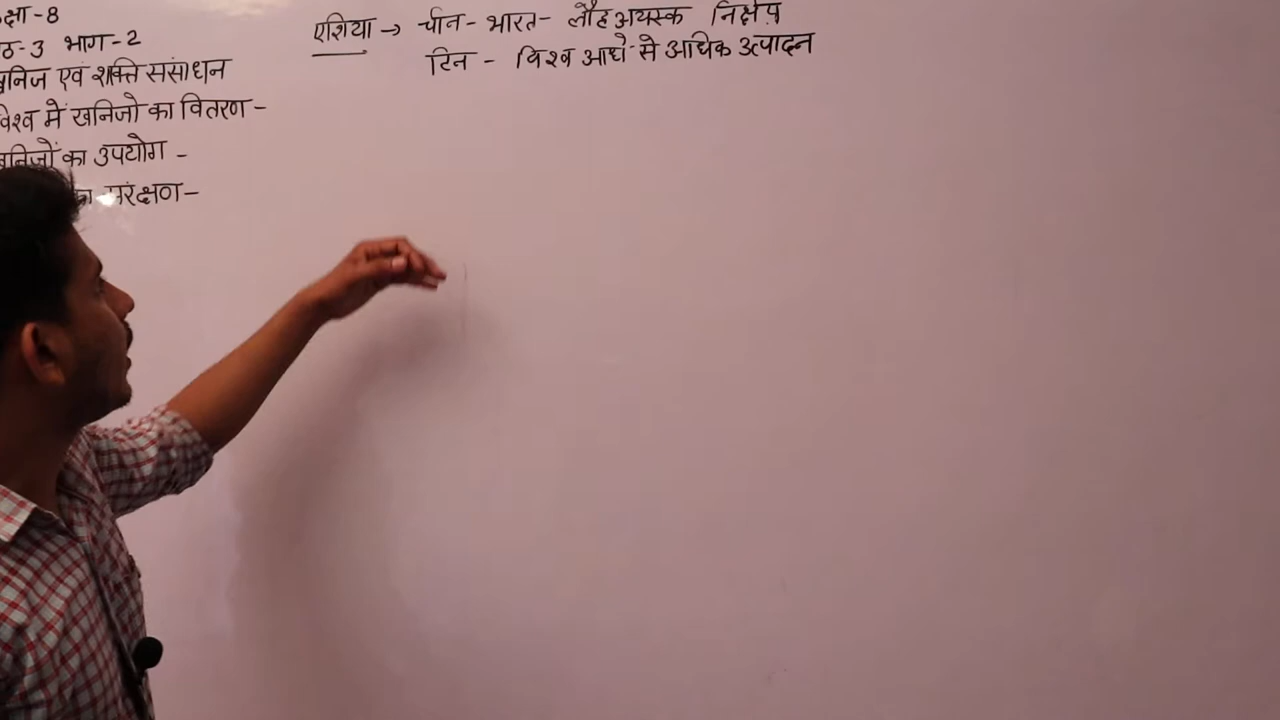 क्षा-8
ठ-3 भाग-2
खनिज एवं शक्ति संसाधन
विश्व में खनिजो का वितरण-
खनिजों का उपयोग -
का सरंक्षण-
एशिया → चीन- भारत- लौह अयस्क निक्षेप
टिन - विश्व आधे से अधिक उत्पादन